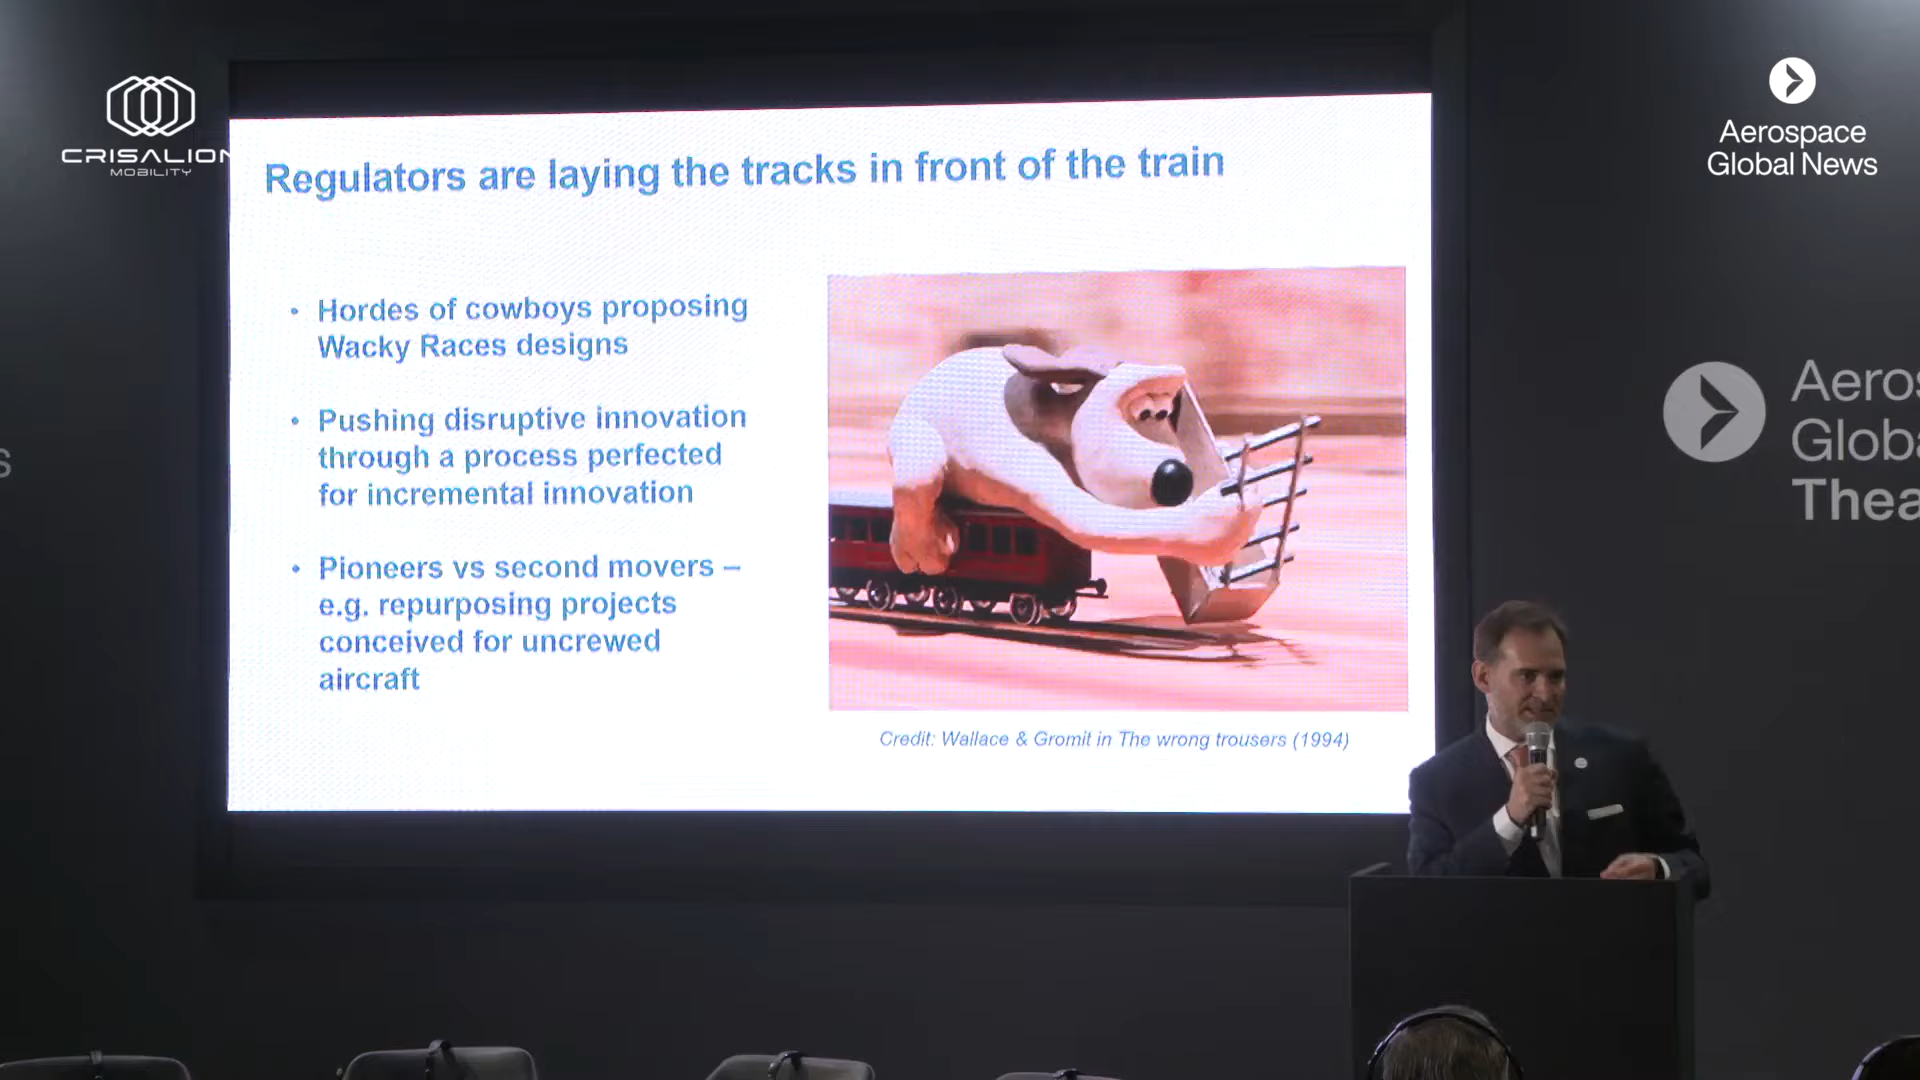 CRISALION
MOBILITY
Aerospace
Global News
Regulators are laying the tracks in front of the train
• Hordes of cowboys proposing
Wacky Races designs
• Pushing disruptive innovation
through a process perfected
for incremental innovation
• Pioneers vs second movers –
e.g. repurposing projects
conceived for uncrewed
aircraft
Credit: Wallace & Gromit in The wrong trousers (1994)
Aeros
Globa
Thea
s